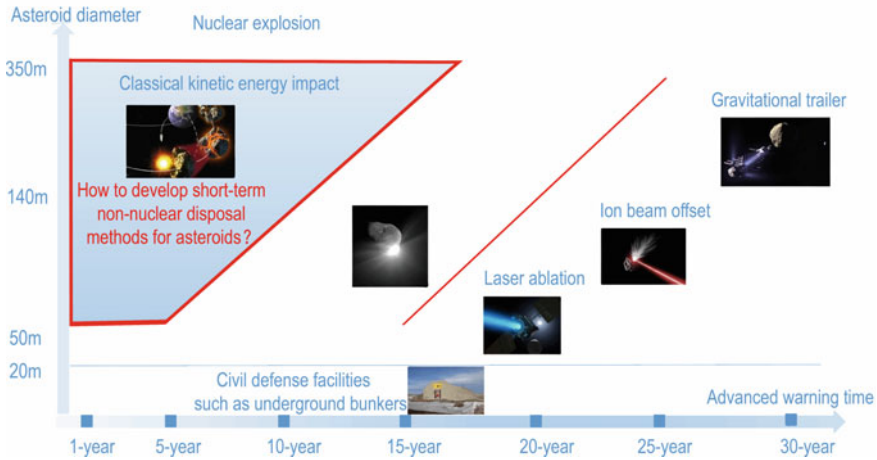 Asteroid diameter
Nuclear explosion
350m
Classical kinetic energy impact
Gravitational trailer
How to develop short-term
non-nuclear disposal
methods for asteroids?
140m
Ion beam offset
Laser ablation
50m
20m
Civil defense facilities
such as underground bunkers
Advanced warning time
1-year
5-year
10-year
15-year
20-year
25-year
30-year